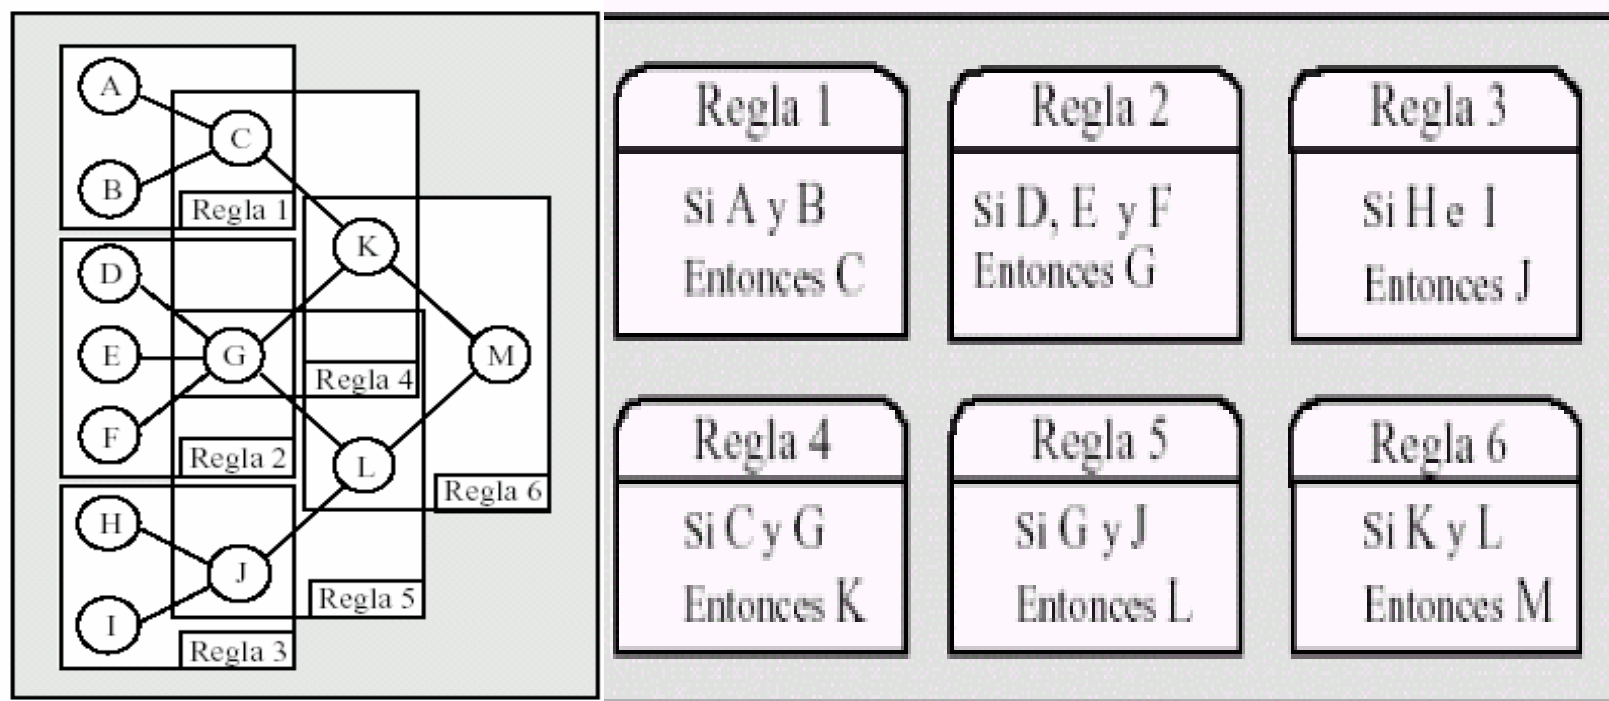 A
B
C
Regla 1
D
E
F
G
Regla 2
H
I
J
Regla 3
K
Regla 4
L
Regla 5
M
Regla 6
Regla 1
Si A y B
Entonces C
Regla 2
Si D, E y F
Entonces G
Regla 3
Si H e I
Entonces J
Regla 4
Si C y G
Entonces K
Regla 5
Si G y J
Entonces L
Regla 6
Si K y L
Entonces M